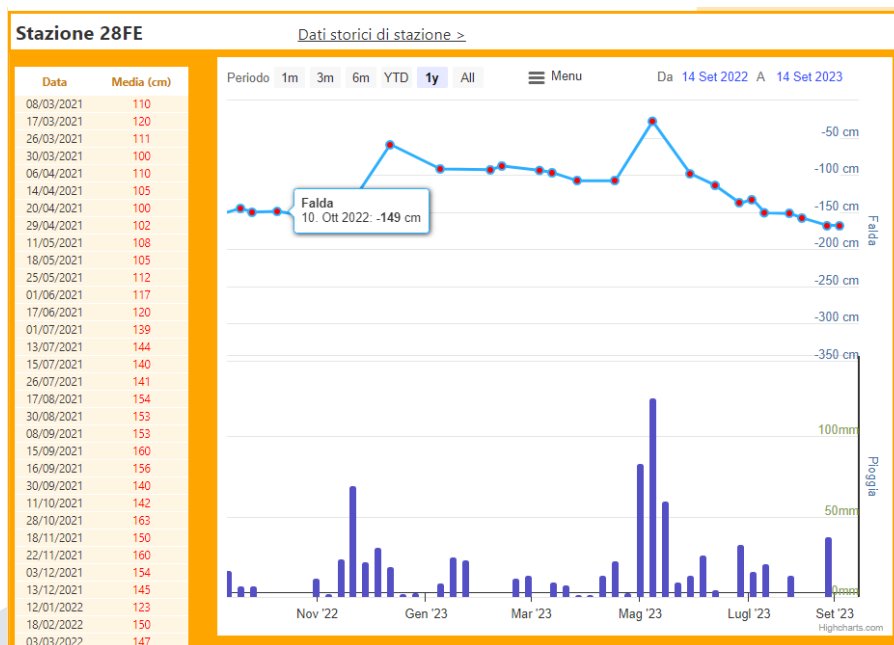 Stazione 28FE
Dati storici di stazione >
Data Media (cm)
08/03/2021 110
17/03/2021 120
26/03/2021 111
30/03/2021 100
06/04/2021 110
14/04/2021 105
20/04/2021 100
29/04/2021 102
11/05/2021 108
18/05/2021 105
25/05/2021 112
01/06/2021 117
17/06/2021 120
01/07/2021 139
13/07/2021 144
15/07/2021 140
26/07/2021 141
17/08/2021 154
30/08/2021 153
08/09/2021 153
15/09/2021 160
16/09/2021 156
30/09/2021 140
11/10/2021 142
28/10/2021 163
18/11/2021 150
22/11/2021 160
03/12/2021 154
13/12/2021 145
12/01/2022 123
18/02/2022 150
03/03/2022 147
Periodo 1m 3m 6m YTD 1y All Menu Da 14 Set 2022 A 14 Set 2023
-50 cm
-100 cm
-150 cm
-200 cm
-250 cm
-300 cm
-350 cm
Falda
Falda
10. Ott 2022: -149 cm
100mm
50mm
0mm
Pioggia
Nov '22 Gen '23 Mar '23 Mag '23 Lugl '23 Set '23
Highcharts.com